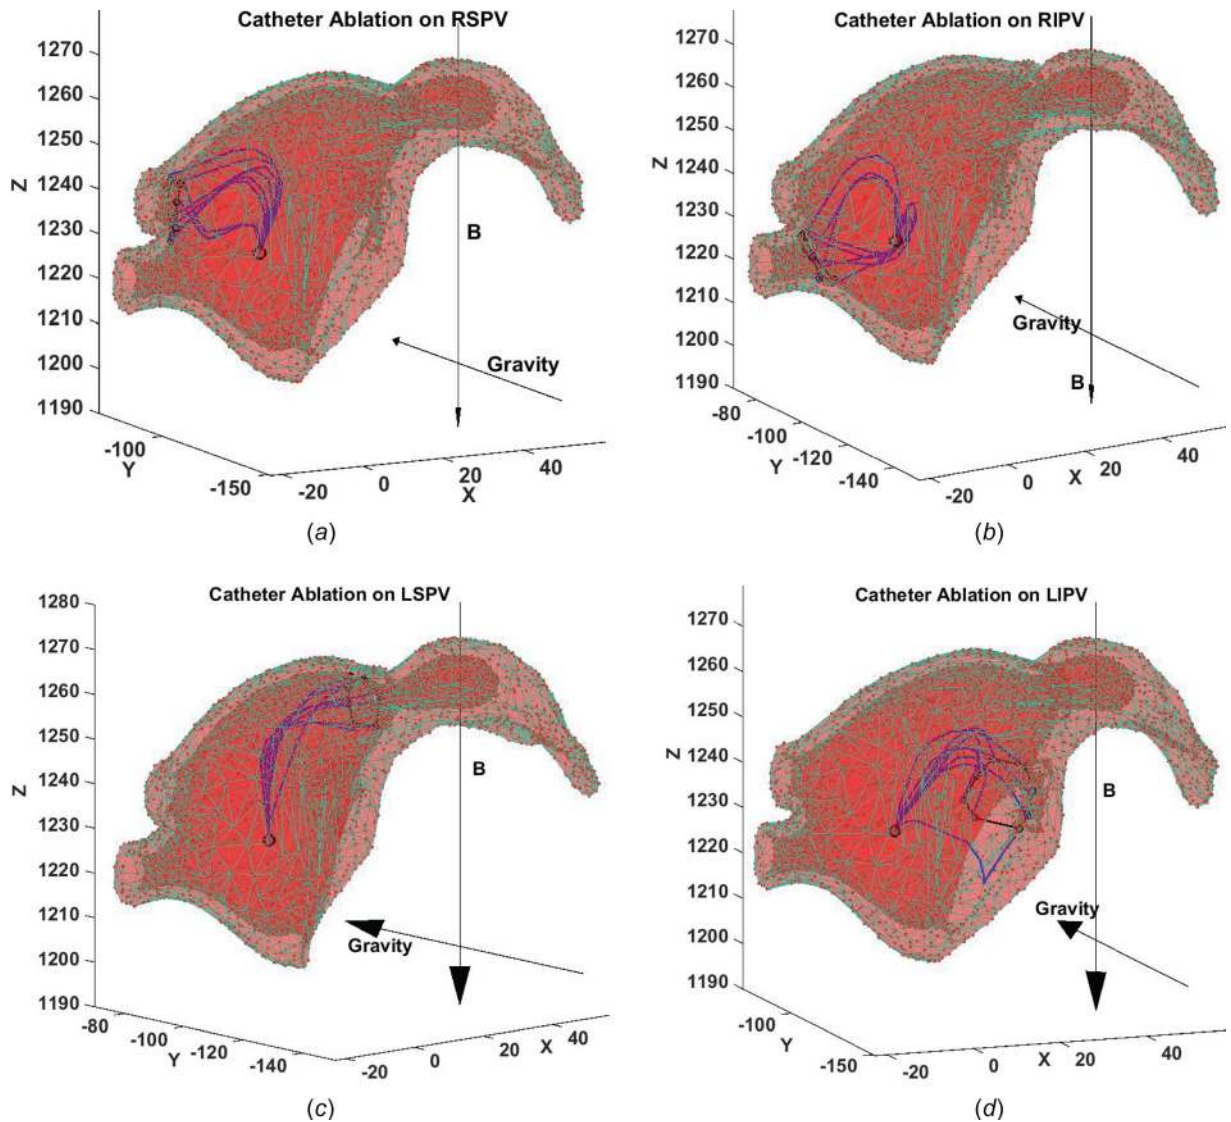 Catheter Ablation on RSPV
1270
1260
1250
1240
1230
1220
1210
1200
1190
Z
B
Gravity
-100
-150
Y
-20
0
20
40
X
(a)
Catheter Ablation on RIPV
1270
1260
1250
1240
1230
1220
1210
1200
1190
Z
Gravity
B
-80
-100
-120
-140
Y
-20
0
20
40
X
(b)
Catheter Ablation on LSPV
1280
1270
1260
1250
1240
1230
1220
1210
1200
1190
Z
B
Gravity
-80
-100
-120
-140
Y
-20
0
20
40
X
(c)
Catheter Ablation on LIPV
1270
1260
1250
1240
1230
1220
1210
1200
1190
Z
B
Gravity
-100
-150
Y
-20
0
20
40
X
(d)